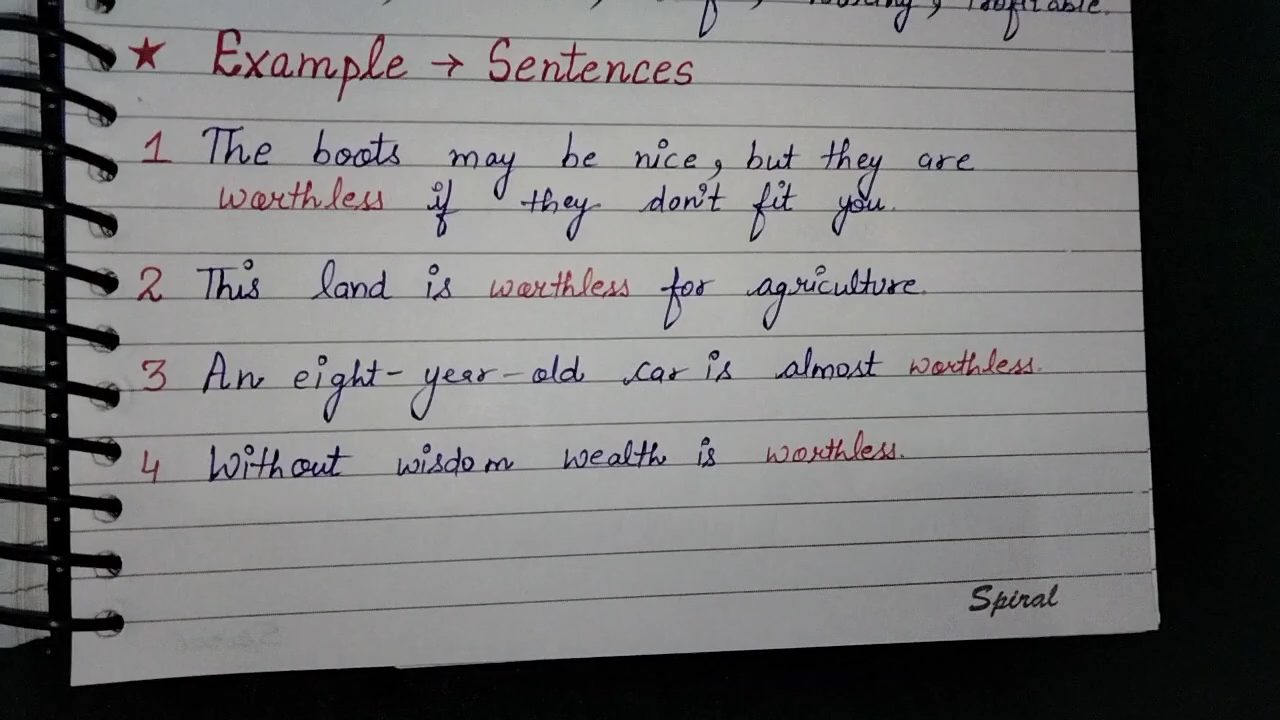 ★ Example → Sentences
1 The boots may be nice, but they are
worthless if they don't fit you.
2 This land is worthless for agriculture.
3 An eight-year-old car is almost worthless.
4 Without wisdom wealth is worthless.
Spiral